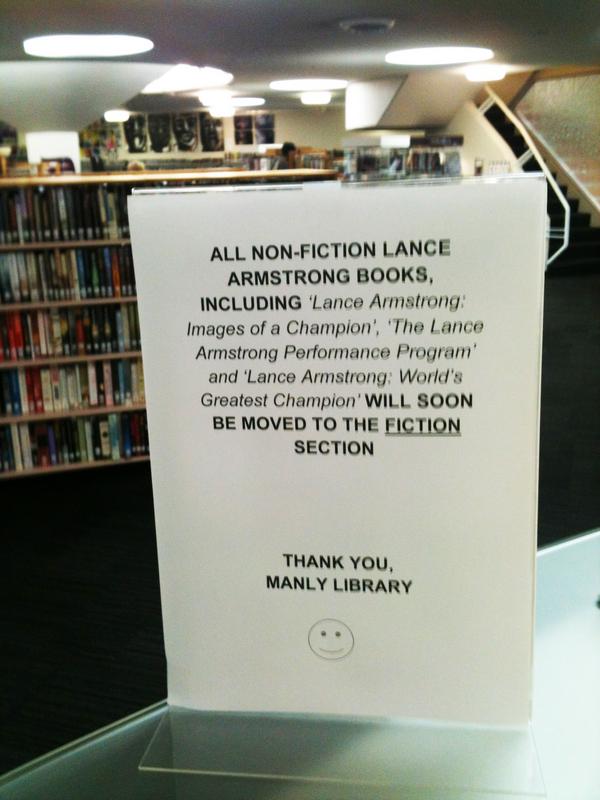 ALL NON-FICTION LANCE
ARMSTRONG BOOKS,
INCLUDING ‘Lance Armstrong:
Images of a Champion’, ‘The Lance
Armstrong Performance Program’
and ‘Lance Armstrong: World’s
Greatest Champion’ WILL SOON
BE MOVED TO THE FICTION
SECTION
THANK YOU,
MANLY LIBRARY